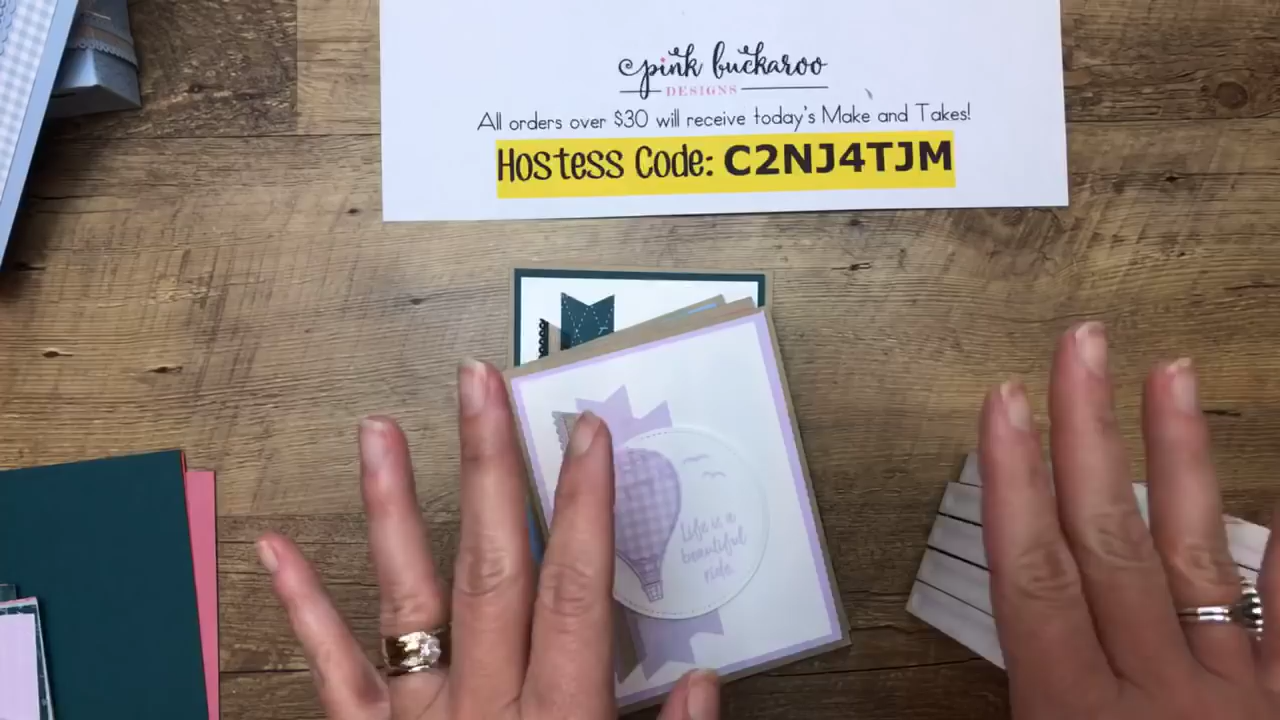 pink buckaroo
DESIGNS
All orders over $30 will receive today's Make and Takes!
Hostess Code: C2NJ4TJM
Life is a
beautiful
ride.